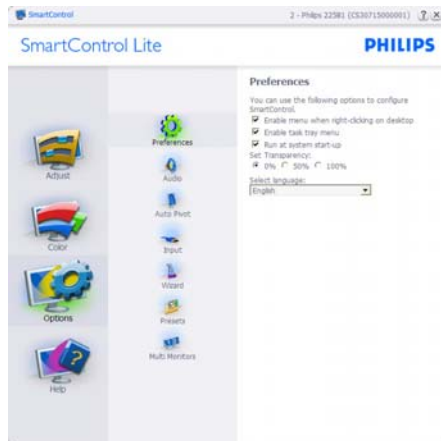 SmartControl
2 - Philips 225B1 (CS30715000001)
SmartControl Lite
PHILIPS
Adjust
Color
Options
Help
Preferences
Audio
Auto Pivot
Input
Wizard
Presets
Multi Monitors
Preferences
You can use the following options to configure
SmartControl.
Enable menu when right-clicking on desktop
Enable task tray menu
Run at system start-up
Set Transparency:
0% 50% 100%
Select language:
English